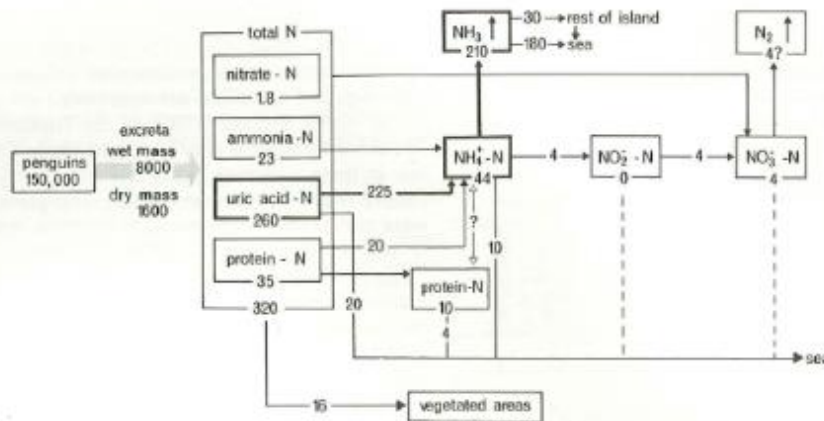 total N
nitrate - N
1.8
ammonia - N
23
uric acid - N
260
protein - N
35
320
penguins
150,000
excreta
wet mass
8000
dry mass
1600
NH₃ ↑
210
30 → rest of island
180 → sea
N₂ ↑
4?
NH₄⁺ - N
44
4
NO₂⁻ - N
0
4
NO₃⁻ - N
4
225
20
?
10
protein-N
10
4
20
sea
16
vegetated areas